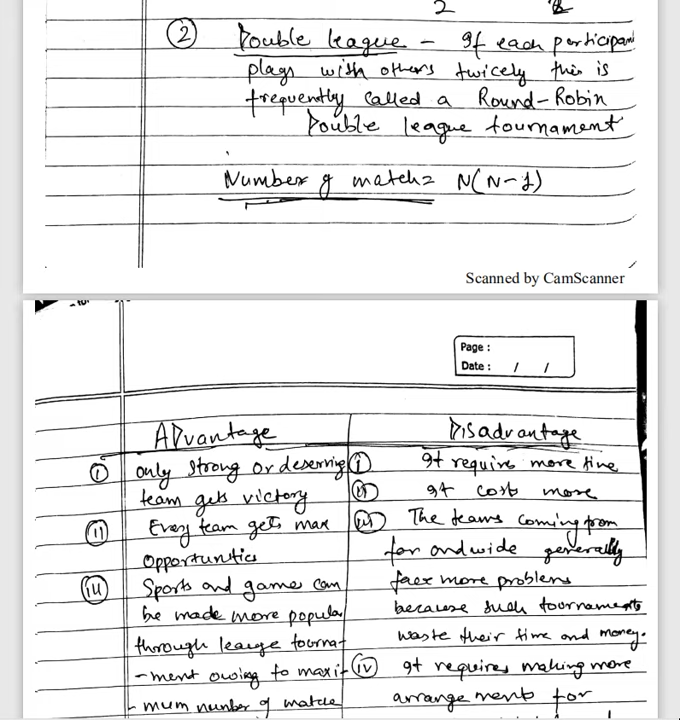 2
② Double league - If each participant
plays with others twicely this is
frequently called a Round-Robin
Double league tournament
Number of match = N(N-1)
Scanned by CamScanner
Page :
Date : / /
Advantage
Disadvantage
(i) only strong or deserving
team gets victory
(ii) Every team gets max
opportunities
(iii) Sports and games can
be made more popular
through league tourna-
-ment owing to maxi-
-mum number of matche
(i) It requires more time
(ii) It costs more
(iii) The teams coming from
far and wide generally
face more problems
because such tournaments
waste their time and money.
(iv) It requires making more
arrangements for